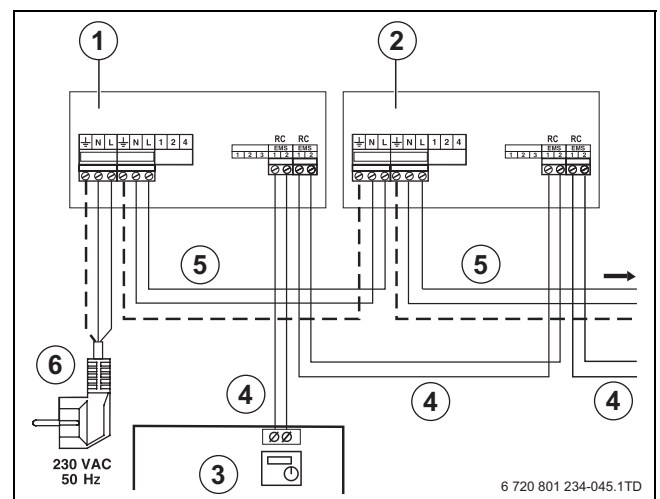 1
2
RC RC
EMS EMS
⏚ N L ⏚ N L 1 2 4
1 2 3 1 2 1 2
RC RC
EMS EMS
⏚ N L ⏚ N L 1 2 4
1 2 3 1 2 1 2
5
5
6
4
4
4
230 VAC
50 Hz
3
6 720 801 234-045.1TD